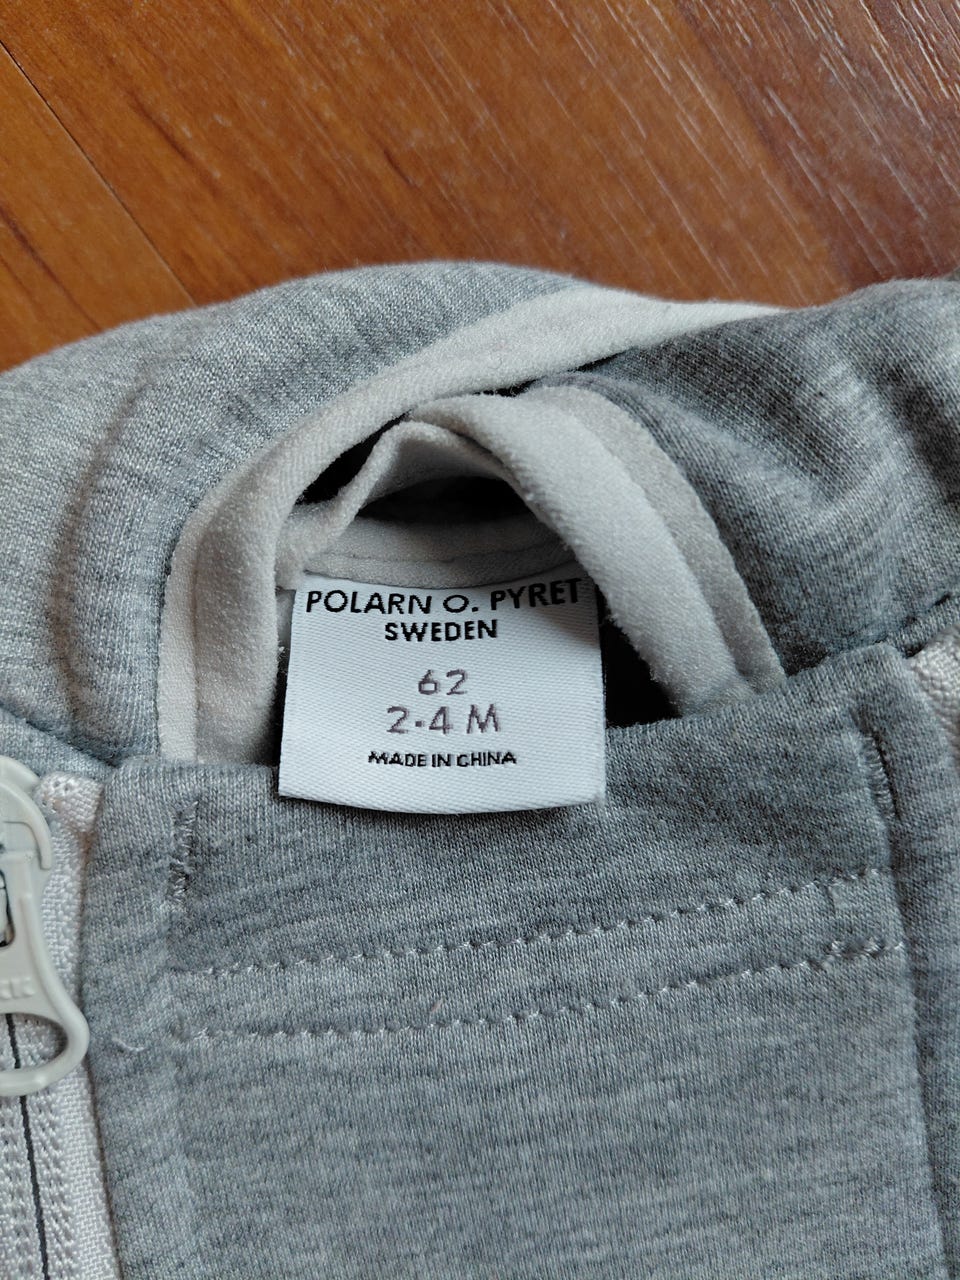 POLARN O. PYRET
SWEDEN
62
2-4 M
MADE IN CHINA